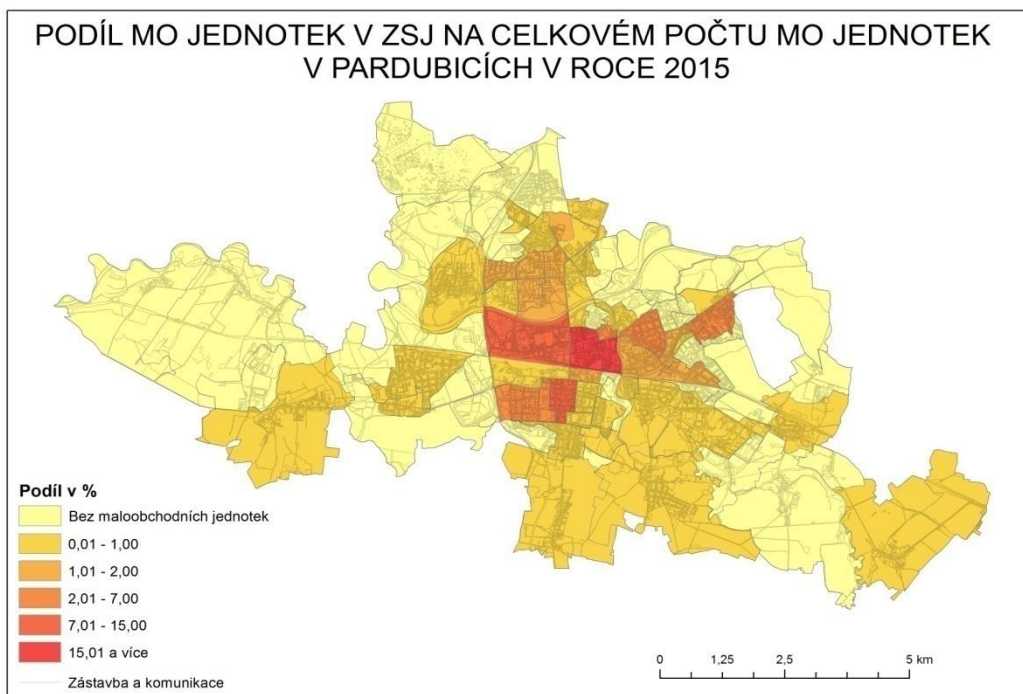 PODÍL MO JEDNOTEK V ZSJ NA CELKOVÉM POČTU MO JEDNOTEK
V PARDUBICÍCH V ROCE 2015
Podíl v %
Bez maloobchodních jednotek
0,01 - 1,00
1,01 - 2,00
2,01 - 7,00
7,01 - 15,00
15,01 a více
Zástavba a komunikace
0 1,25 2,5 5 km